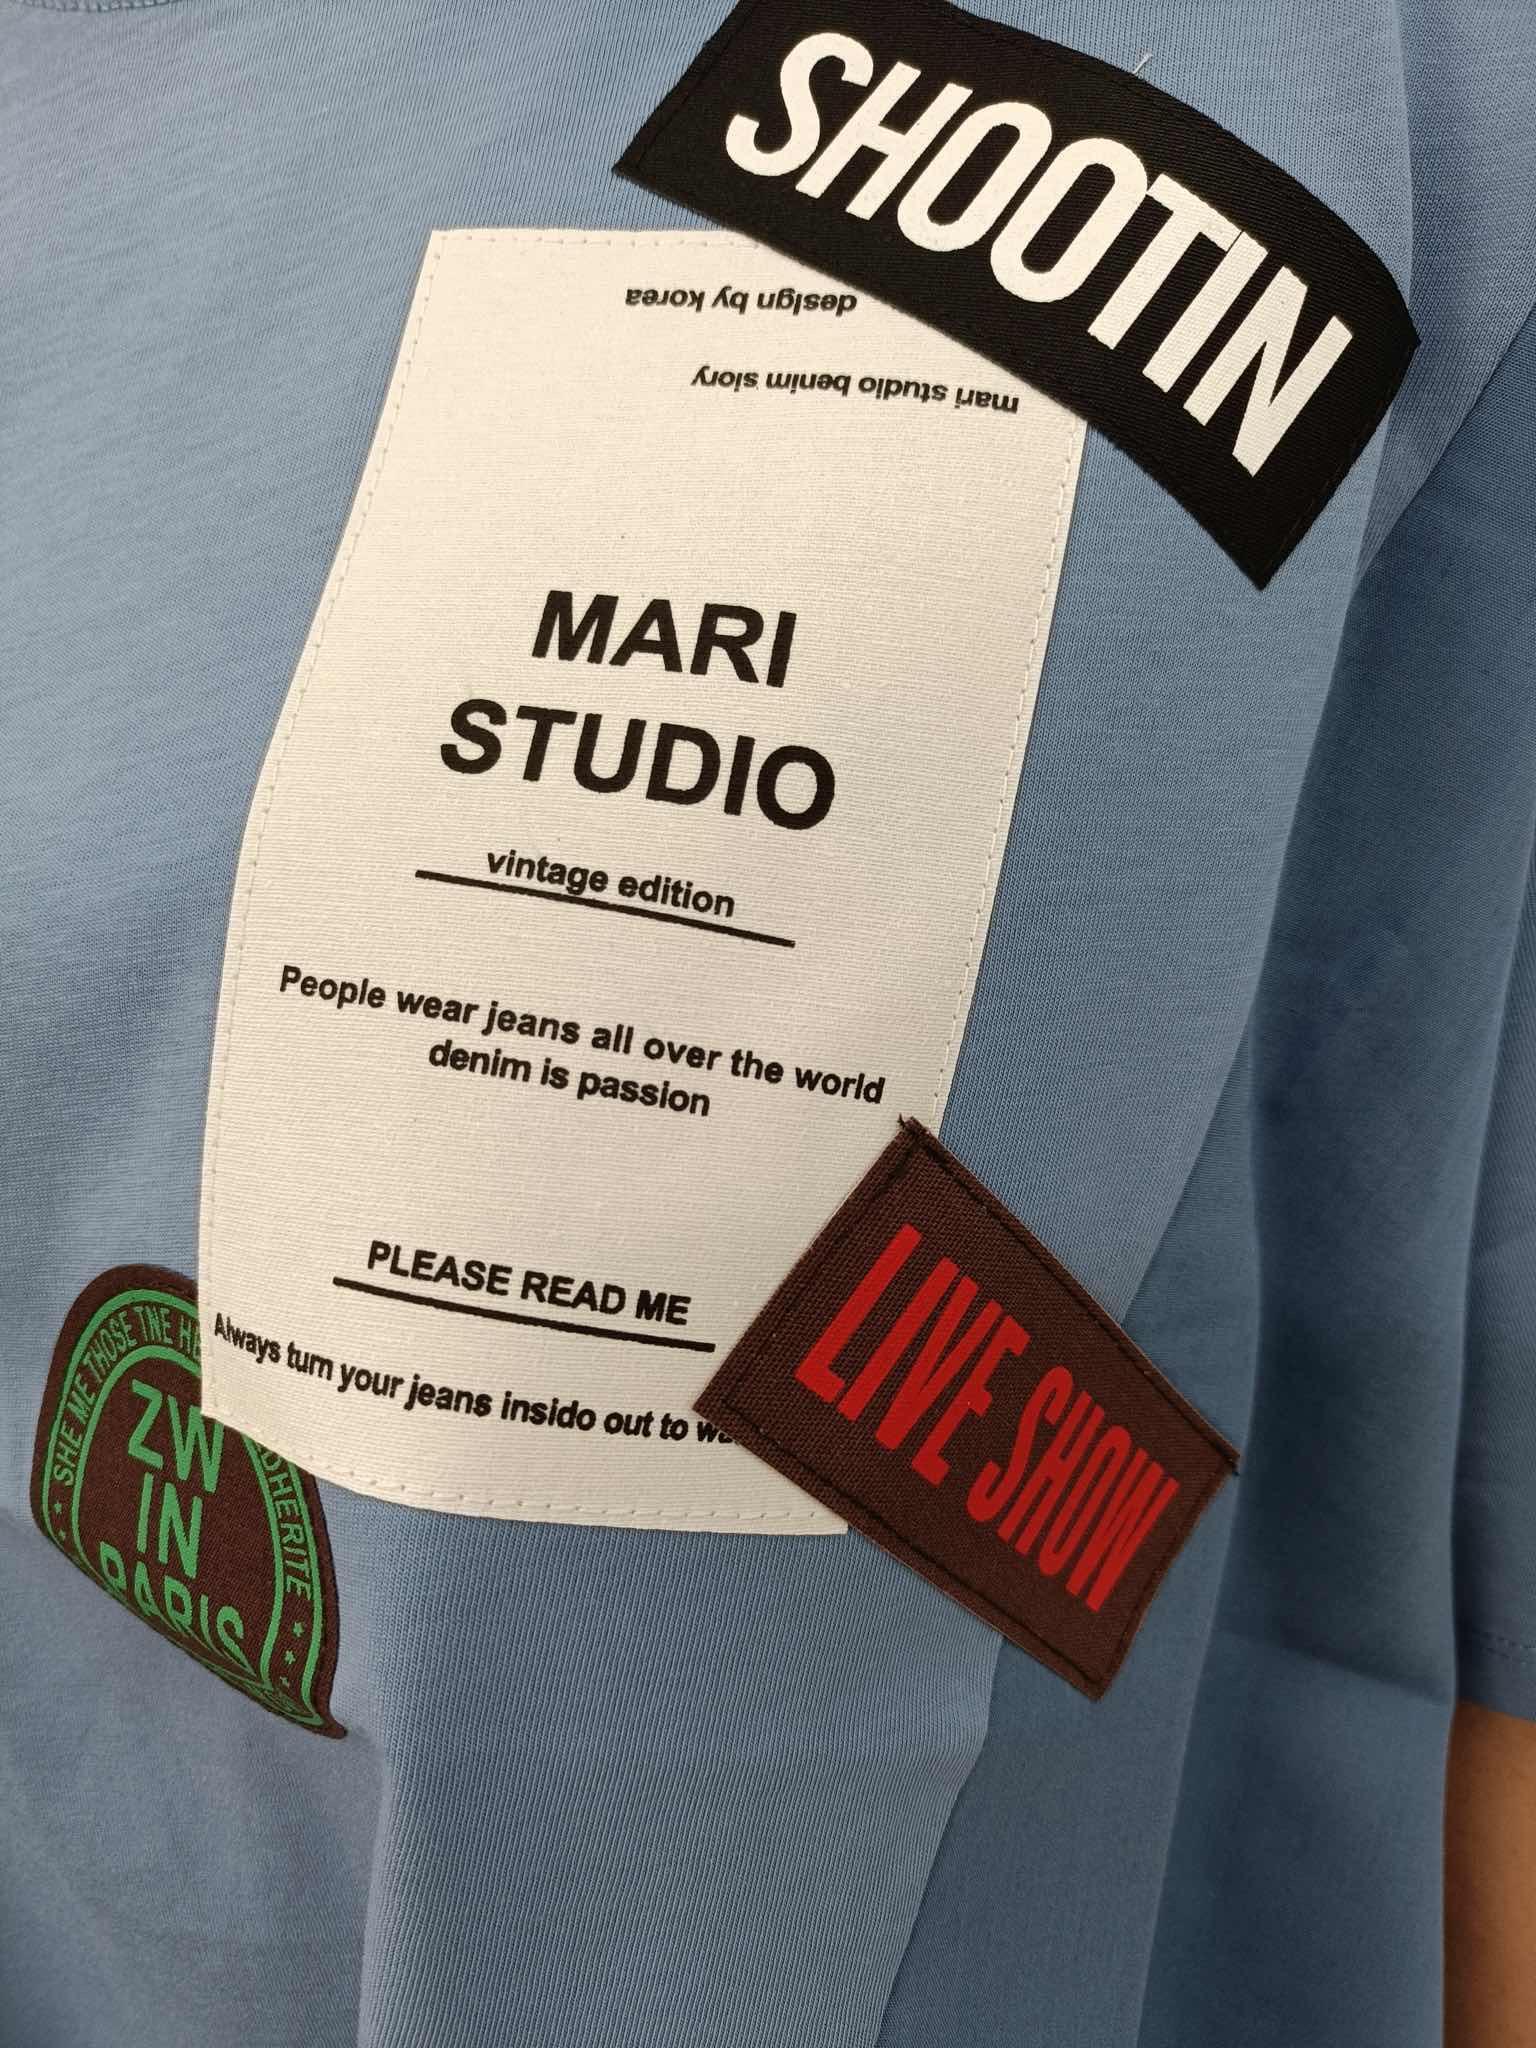 SHOOTIN
design by korea
mari studio benim siory
MARI
STUDIO
vintage edition
People wear jeans all over the world
denim is passion
PLEASE READ ME
Always turn your jeans insido out to
LIVE SHOW
SHE ME THOSE TNE
OHERITE
ZW
IN
PARIS